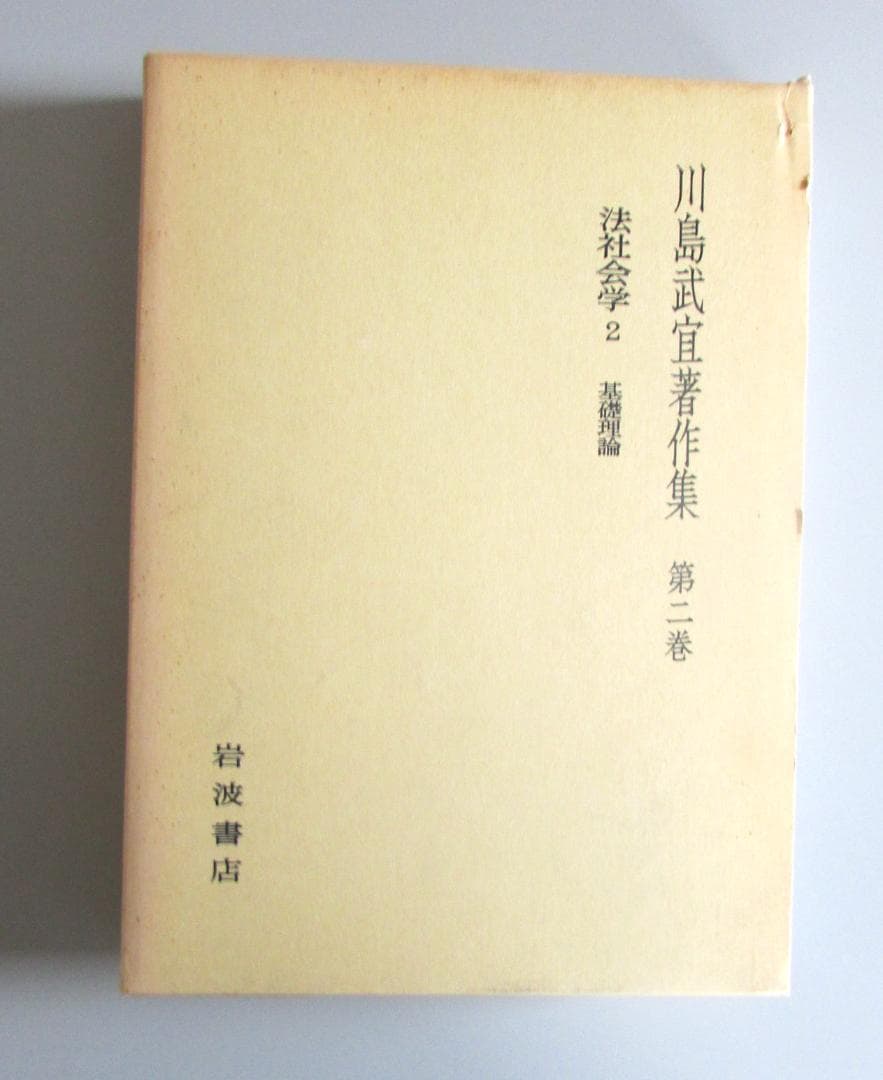 川島武宜著作集 第二巻
法社会学2 基礎理論
岩波書店